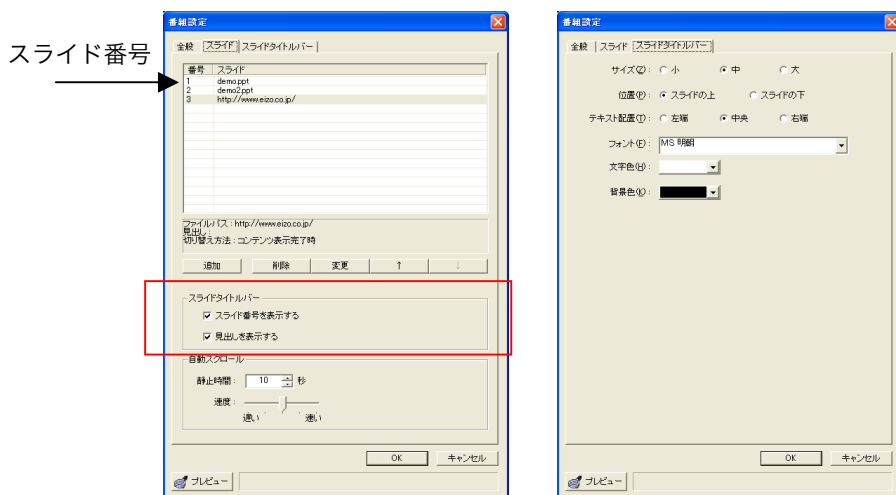 スライド番号
番組設定
全般 スライド スライドタイトルバー
番号 スライド
1 demo.ppt
2 demo2.ppt
3 http://www.eizo.co.jp/
ファイルパス : http://www.eizo.co.jp/
見出し :
切り替え方法 : コンテンツ表示完了時
追加 削除 変更 ↑ ↓
スライドタイトルバー
スライド番号を表示する
見出しを表示する
自動スクロール
静止時間 : 10 秒
速度 :
遅い 速い
OK キャンセル
プレビュー
番組設定
全般 スライド スライドタイトルバー
サイズ(Z) : 小 中 大
位置(P) : スライドの上 スライドの下
テキスト配置(T) : 左端 中央 右端
フォント(F) : MS 明朝
文字色(H) :
背景色(K) :
OK キャンセル
プレビュー